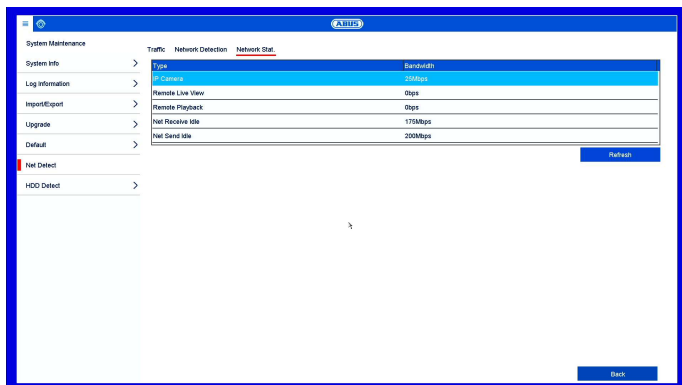 ABUS
System Maintenance
Traffic Network Detection Network Stat.
System Info
Type Bandwidth
IP Camera 25Mbps
Log Information
Remote Live View 0bps
Import/Export
Remote Playback 0bps
Upgrade
Net Receive Idle 175Mbps
Net Send Idle 200Mbps
Default
Refresh
Net Detect
HDD Detect
Back